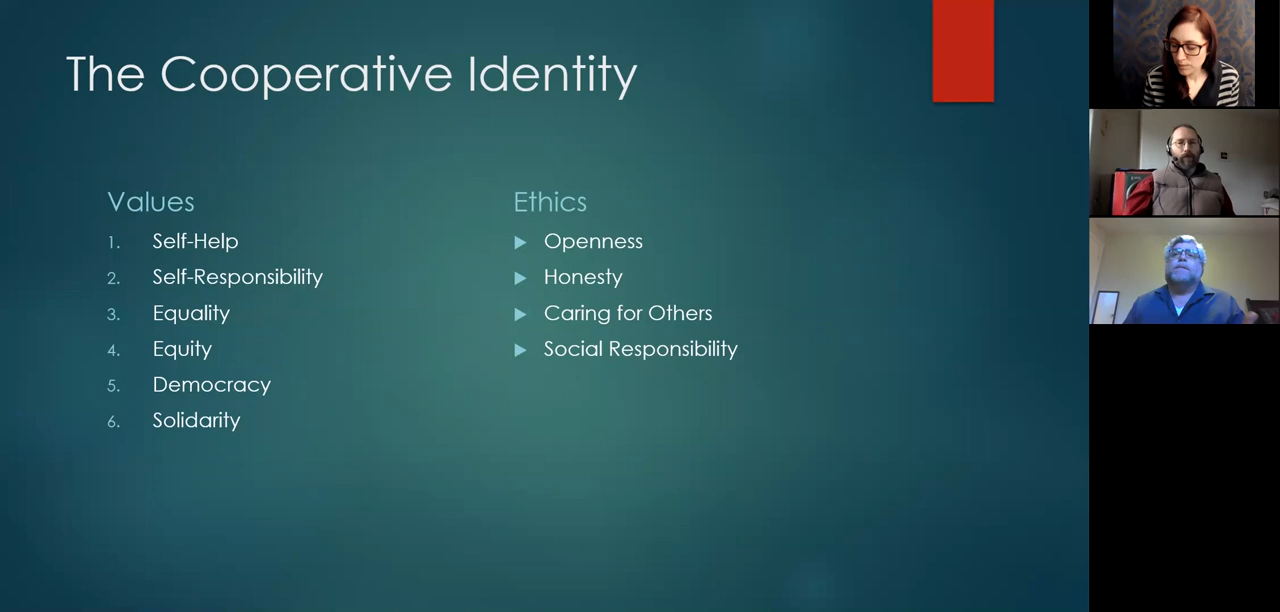 The Cooperative Identity
Values
1. Self-Help
2. Self-Responsibility
3. Equality
4. Equity
5. Democracy
6. Solidarity
Ethics
Openness
Honesty
Caring for Others
Social Responsibility